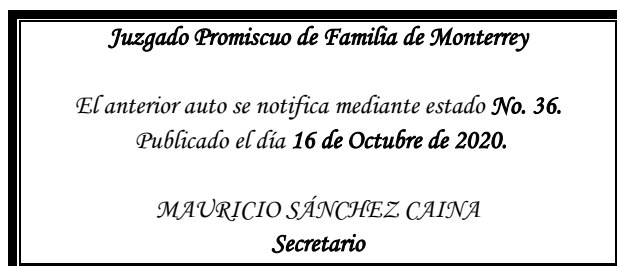 Juzgado Promiscuo de Familia de Monterrey
El anterior auto se notifica mediante estado No. 36.
Publicado el día 16 de Octubre de 2020.
MAURICIO SÁNCHEZ CAINA
Secretario